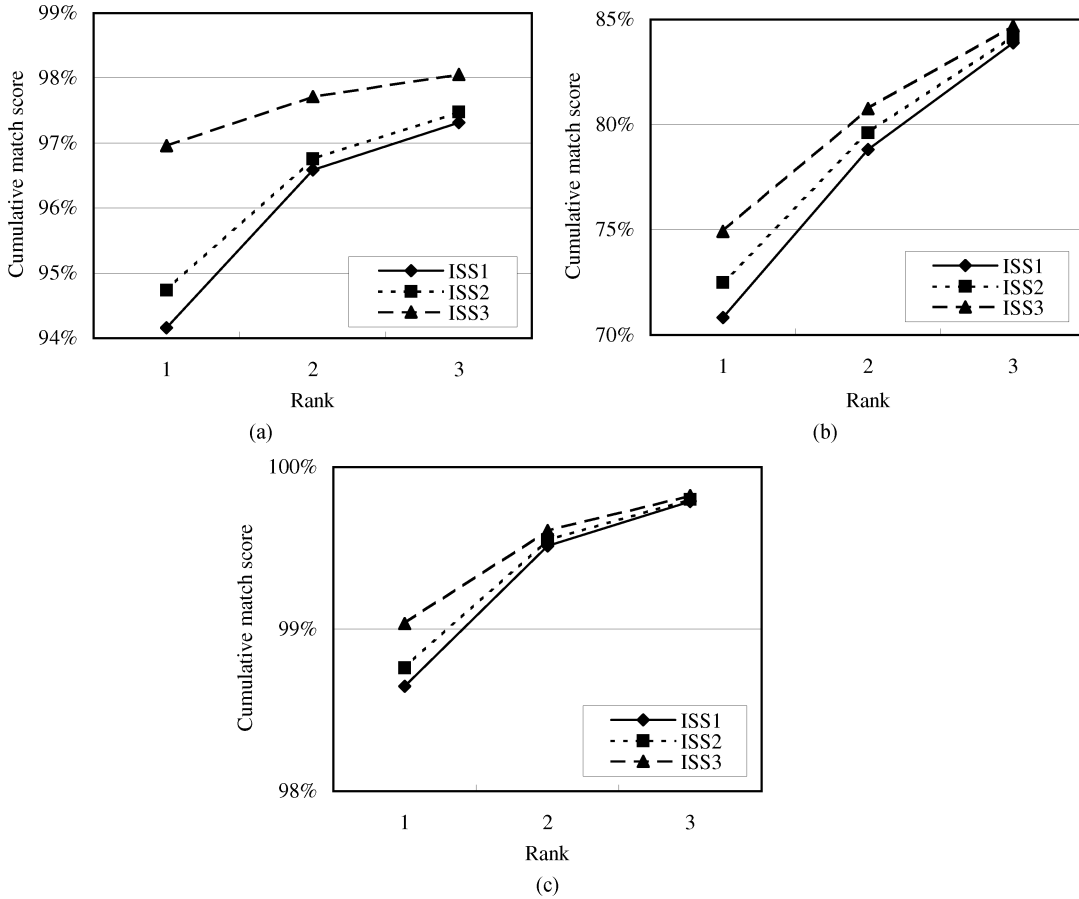 99%
98%
97%
96%
95%
94%
Cumulative match score
ISS1
ISS2
ISS3
1 2 3
Rank
(a)
85%
80%
75%
70%
Cumulative match score
ISS1
ISS2
ISS3
1 2 3
Rank
(b)
100%
99%
98%
Cumulative match score
ISS1
ISS2
ISS3
1 2 3
Rank
(c)